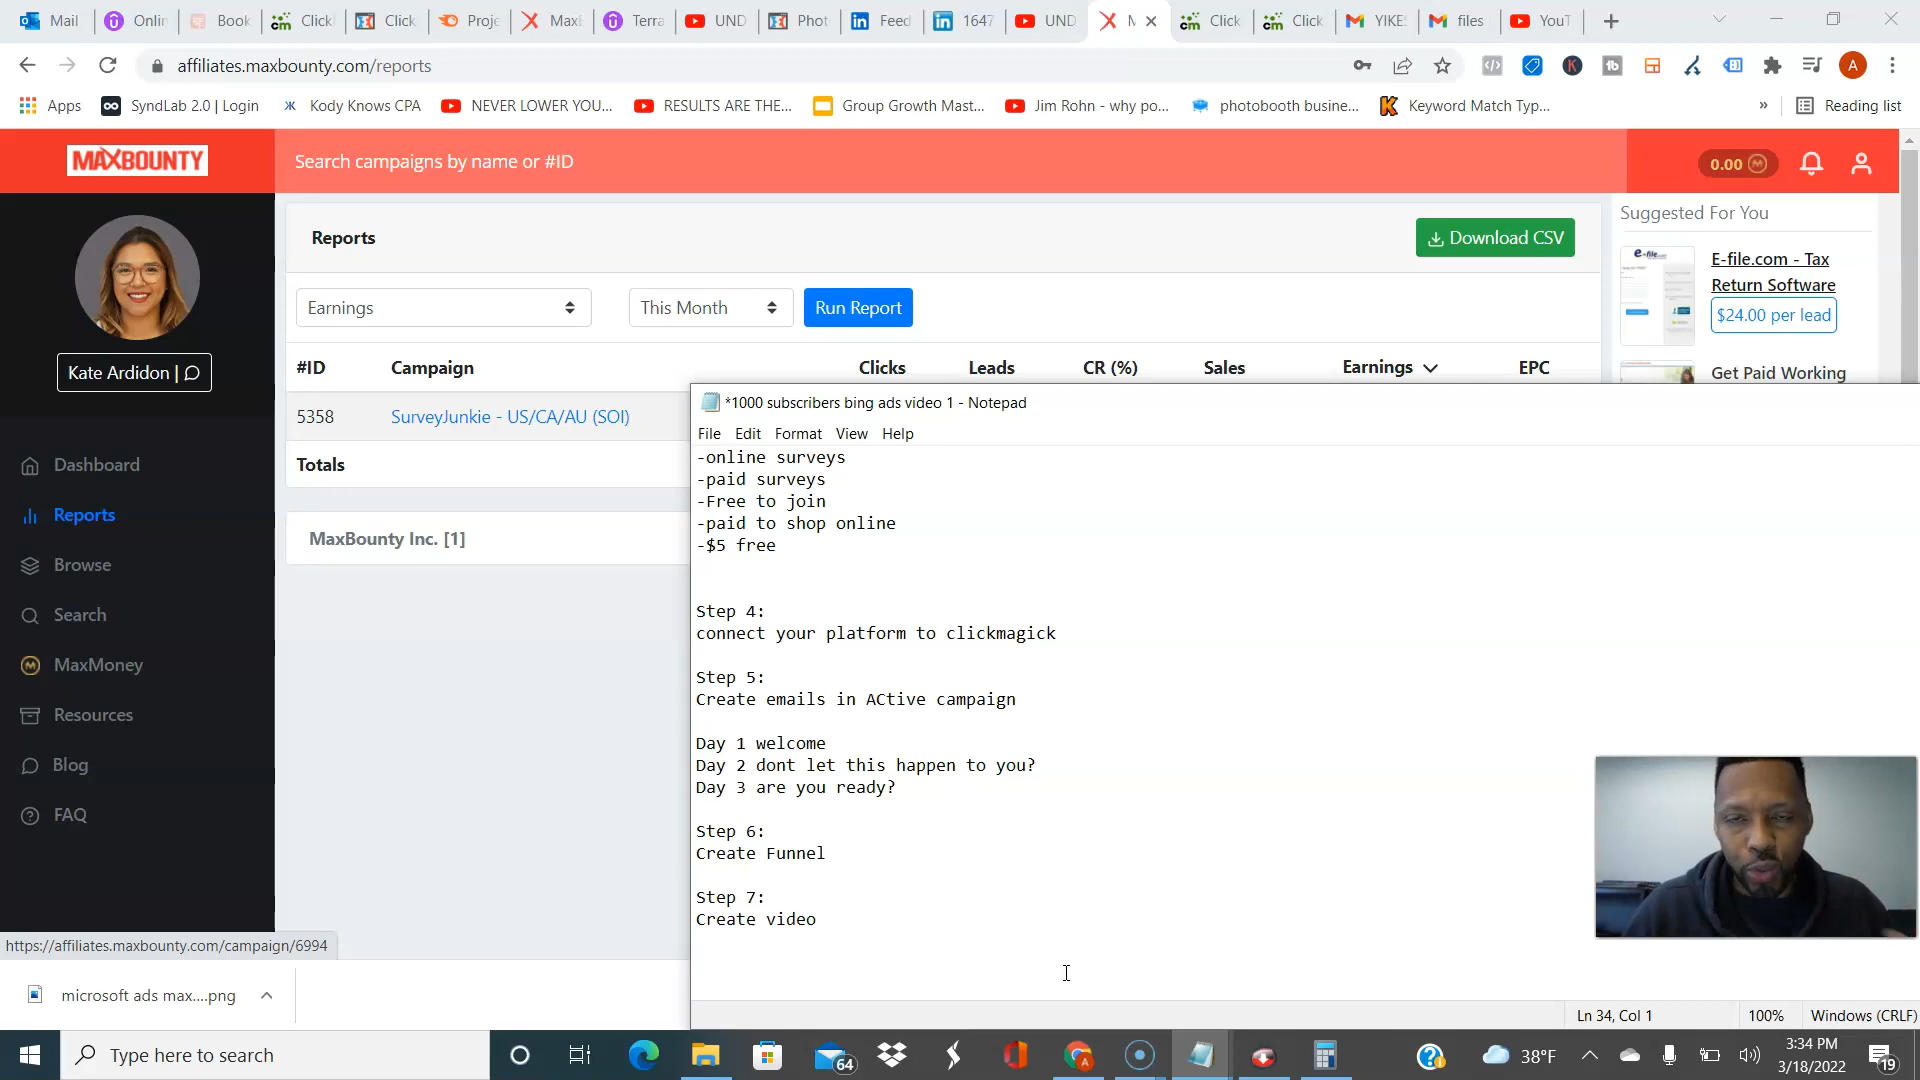 Mail
Onlin
Book
Click
Click
Proje
MaxB
Terra
UND
Phot
Feed
1647
UND
M
Click
Click
YIKES
files
YouT
affiliates.maxbounty.com/reports
Apps
SyndLab 2.0 | Login
Kody Knows CPA
NEVER LOWER YOU...
RESULTS ARE THE...
Group Growth Mast...
Jim Rohn - why po...
photobooth busine...
Keyword Match Typ...
»
Reading list
MAXBOUNTY
Search campaigns by name or #ID
0.00
Reports
Download CSV
Suggested For You
E-file.com - Tax
Return Software
$24.00 per lead
Get Paid Working
Earnings
This Month
Run Report
#ID
Campaign
Clicks
Leads
CR (%)
Sales
Earnings
EPC
5358
SurveyJunkie - US/CA/AU (SOI)
Totals
MaxBounty Inc. [1]
Kate Ardidon |
Dashboard
Reports
Browse
Search
MaxMoney
Resources
Blog
FAQ
https://affiliates.maxbounty.com/campaign/6994
*1000 subscribers bing ads video 1 - Notepad
File Edit Format View Help
-online surveys
-paid surveys
-Free to join
-paid to shop online
-$5 free
Step 4:
connect your platform to clickmagick
Step 5:
Create emails in ACtive campaign
Day 1 welcome
Day 2 dont let this happen to you?
Day 3 are you ready?
Step 6:
Create Funnel
Step 7:
Create video
Ln 34, Col 1
100%
Windows (CRLF)
microsoft ads max....png
Type here to search
64
38°F
3:34 PM
3/18/2022
19